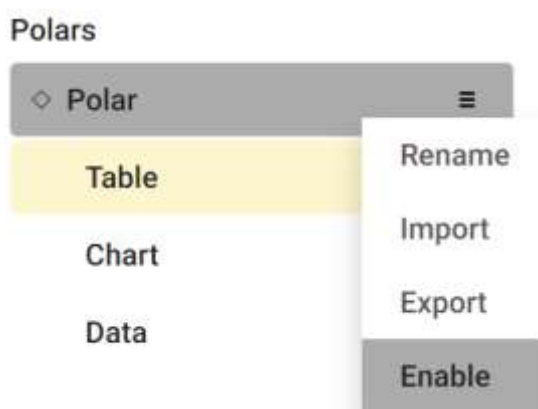 Polars
Polar
Table
Chart
Data
Rename
Import
Export
Enable